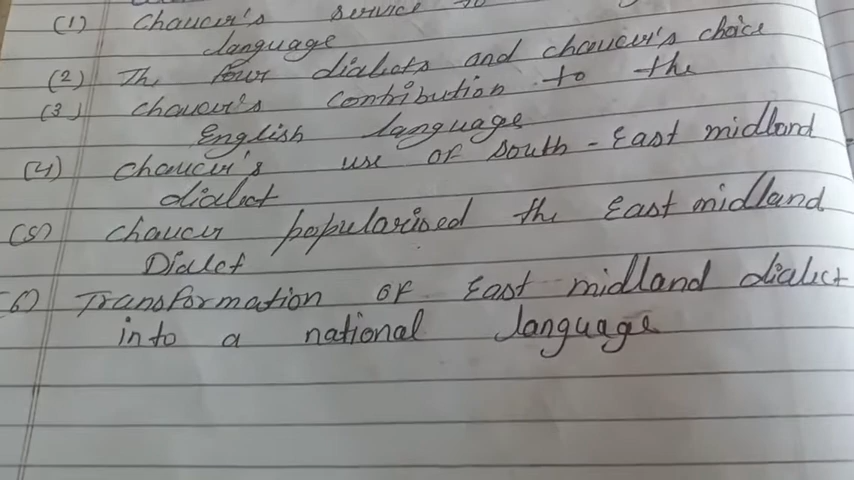 (1) Chaucer's service to
language
(2) The four dialects and chaucer's choice
(3) chaucer's contribution to the
English language
(4) chaucer's use of south-East midland
dialect
(5) chaucer popularised the East midland
Dialect
(6) Transformation of East midland dialect
into a national language